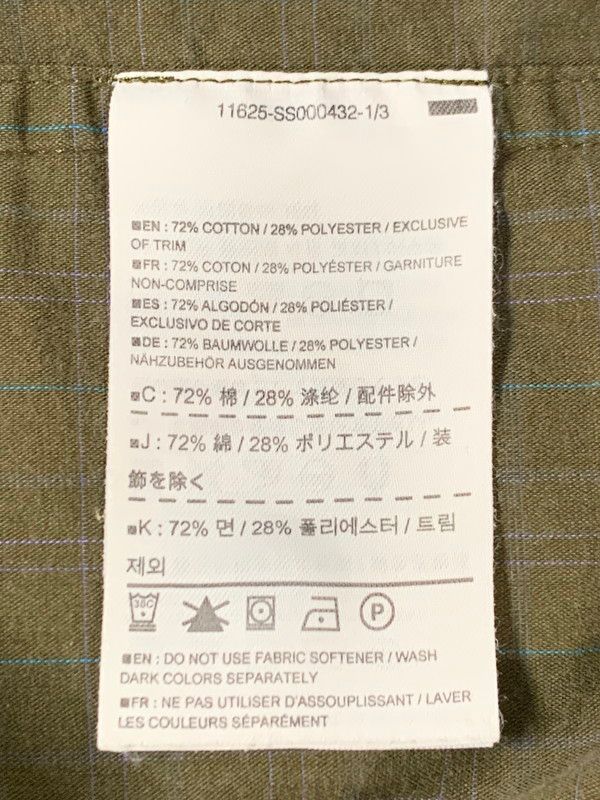 11625-SS000432-1/3
EN : 72% COTTON / 28% POLYESTER / EXCLUSIVE
OF TRIM
FR : 72% COTON / 28% POLYÉSTER / GARNITURE
NON-COMPRISE
ES : 72% ALGODÓN / 28% POLIÉSTER /
EXCLUSIVO DE CORTE
DE : 72% BAUMWOLLE / 28% POLYESTER /
NÄHZUBEHÖR AUSGENOMMEN
C : 72% 棉 / 28% 涤纶 / 配件除外
J : 72% 綿 / 28% ポリエステル / 装
飾を除く
K : 72% 면 / 28% 폴리에스터 / 트림
제외
30C P
EN : DO NOT USE FABRIC SOFTENER / WASH
DARK COLORS SEPARATELY
FR : NE PAS UTILISER D'ASSOUPLISSANT / LAVER
LES COULEURS SÉPARÉMENT